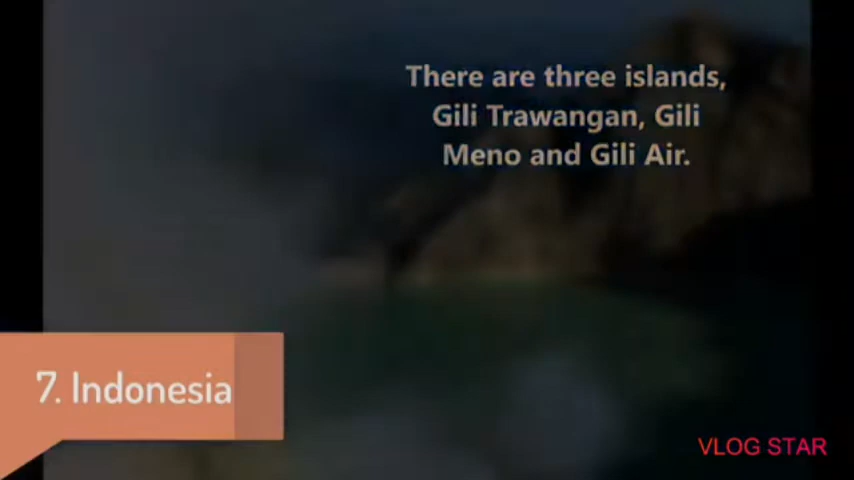 There are three islands,
Gili Trawangan, Gili
Meno and Gili Air.
7. Indonesia
VLOG STAR